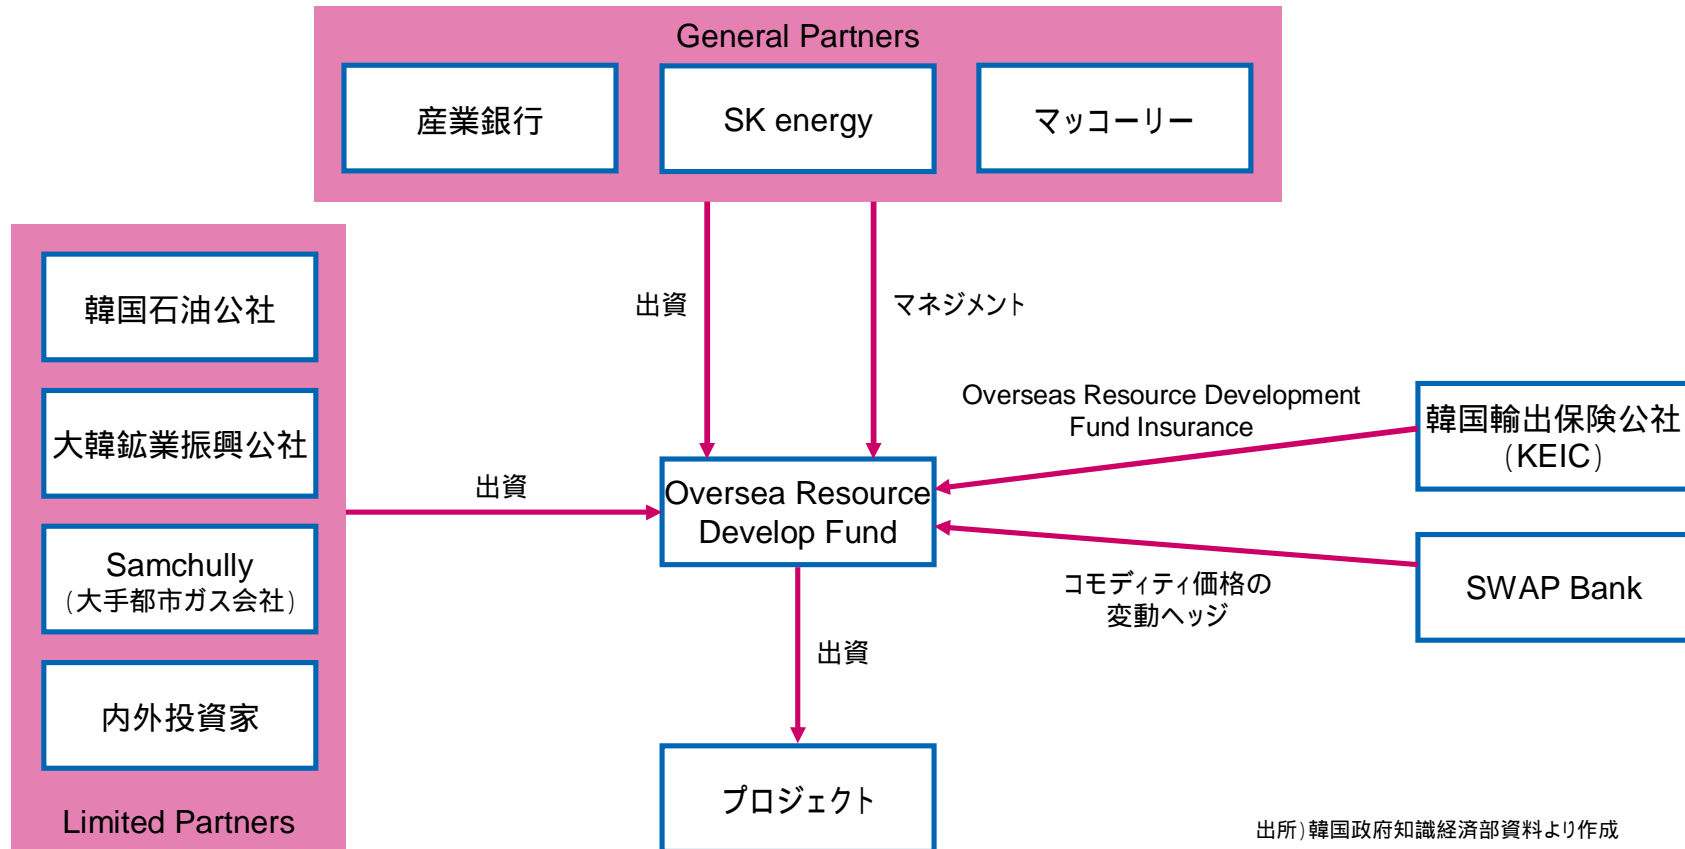 General Partners
産業銀行
SK energy
マッコーリー
韓国石油公社
大韓鉱業振興公社
Samchully
(大手都市ガス会社)
内外投資家
Limited Partners
出資
マネジメント
出資
Overseas Resource Development
Fund Insurance
韓国輸出保険公社
(KEIC)
Oversea Resource
Develop Fund
コモディティ価格の
変動ヘッジ
SWAP Bank
出資
プロジェクト
出所)韓国政府知識経済部資料より作成